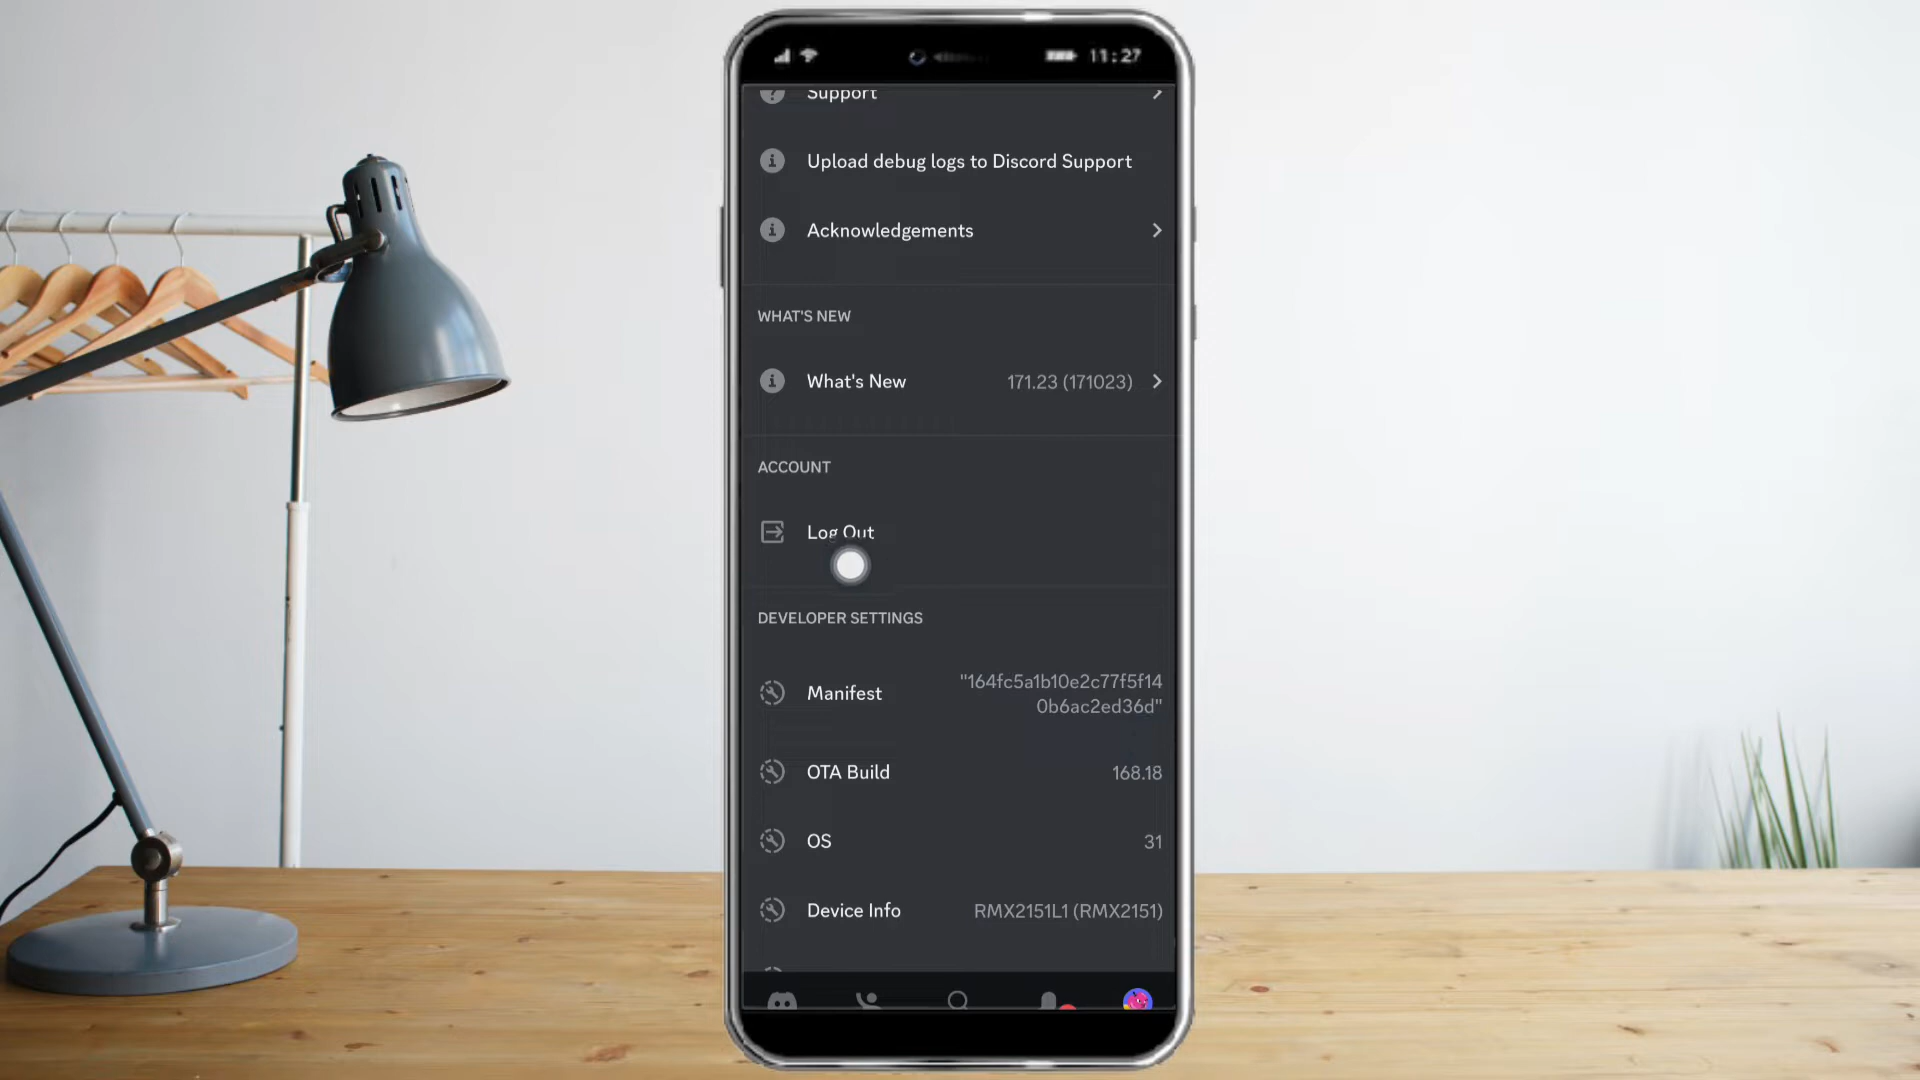 11:27
Support
Upload debug logs to Discord Support
Acknowledgements
WHAT'S NEW
What's New 171.23 (171023)
ACCOUNT
Log Out
DEVELOPER SETTINGS
Manifest "164fc5a1b10e2c77f5f14
0b6ac2ed36d"
OTA Build 168.18
OS 31
Device Info RMX2151L1 (RMX2151)